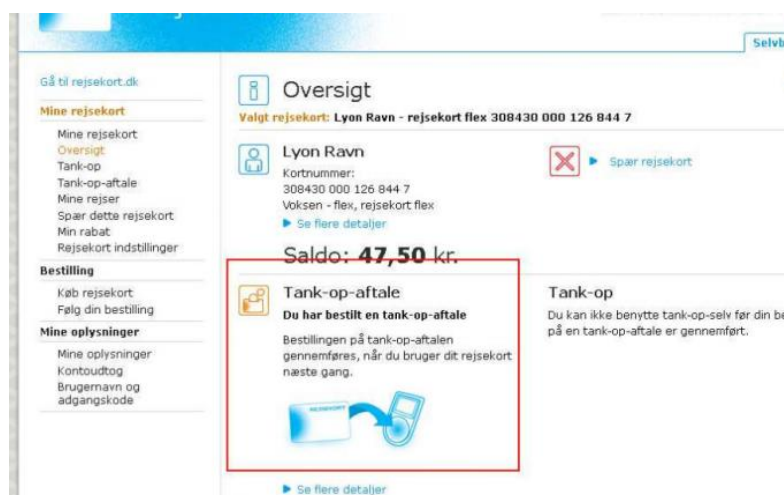 Selvb
Gå til rejsekort.dk
Mine rejsekort
Mine rejsekort
Oversigt
Tank-op
Tank-op-aftale
Mine rejser
Spær dette rejsekort
Min rabat
Rejsekort indstillinger
Bestilling
Køb rejsekort
Følg din bestilling
Mine oplysninger
Mine oplysninger
Kontoudtog
Brugernavn og
adgangskode
Oversigt
Valgt rejsekort: Lyon Ravn - rejsekort flex 308430 000 126 844 7
Lyon Ravn
Kortnummer:
308430 000 126 844 7
Voksen - flex, rejsekort flex
Se flere detaljer
Spær rejsekort
Saldo: 47,50 kr.
Tank-op-aftale
Du har bestilt en tank-op-aftale
Bestillingen på tank-op-aftalen
gennemføres, når du bruger dit rejsekort
næste gang.
REJSEKORT
Se flere detaljer
Tank-op
Du kan ikke benytte tank-op-selv før din be
på en tank-op-aftale er gennemført.